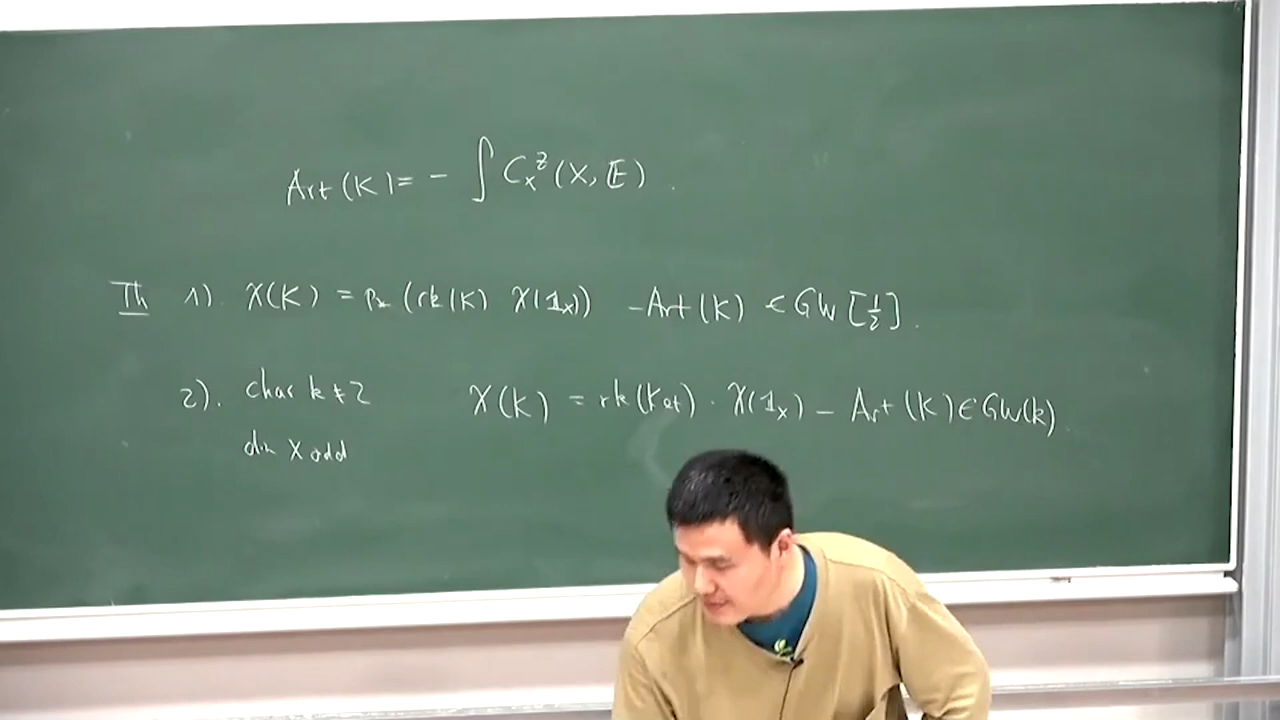 Art(K) = - ∫ C_x^z (X, E) .
Th 1). χ(K) = p_* (rk(K) χ(1_X)) - Art(K) ∈ GW[1/2].
2). char k ≠ 2 χ(K) = rk(K_et) · χ(1_X) - Art(K) ∈ GW(k).
dim X odd